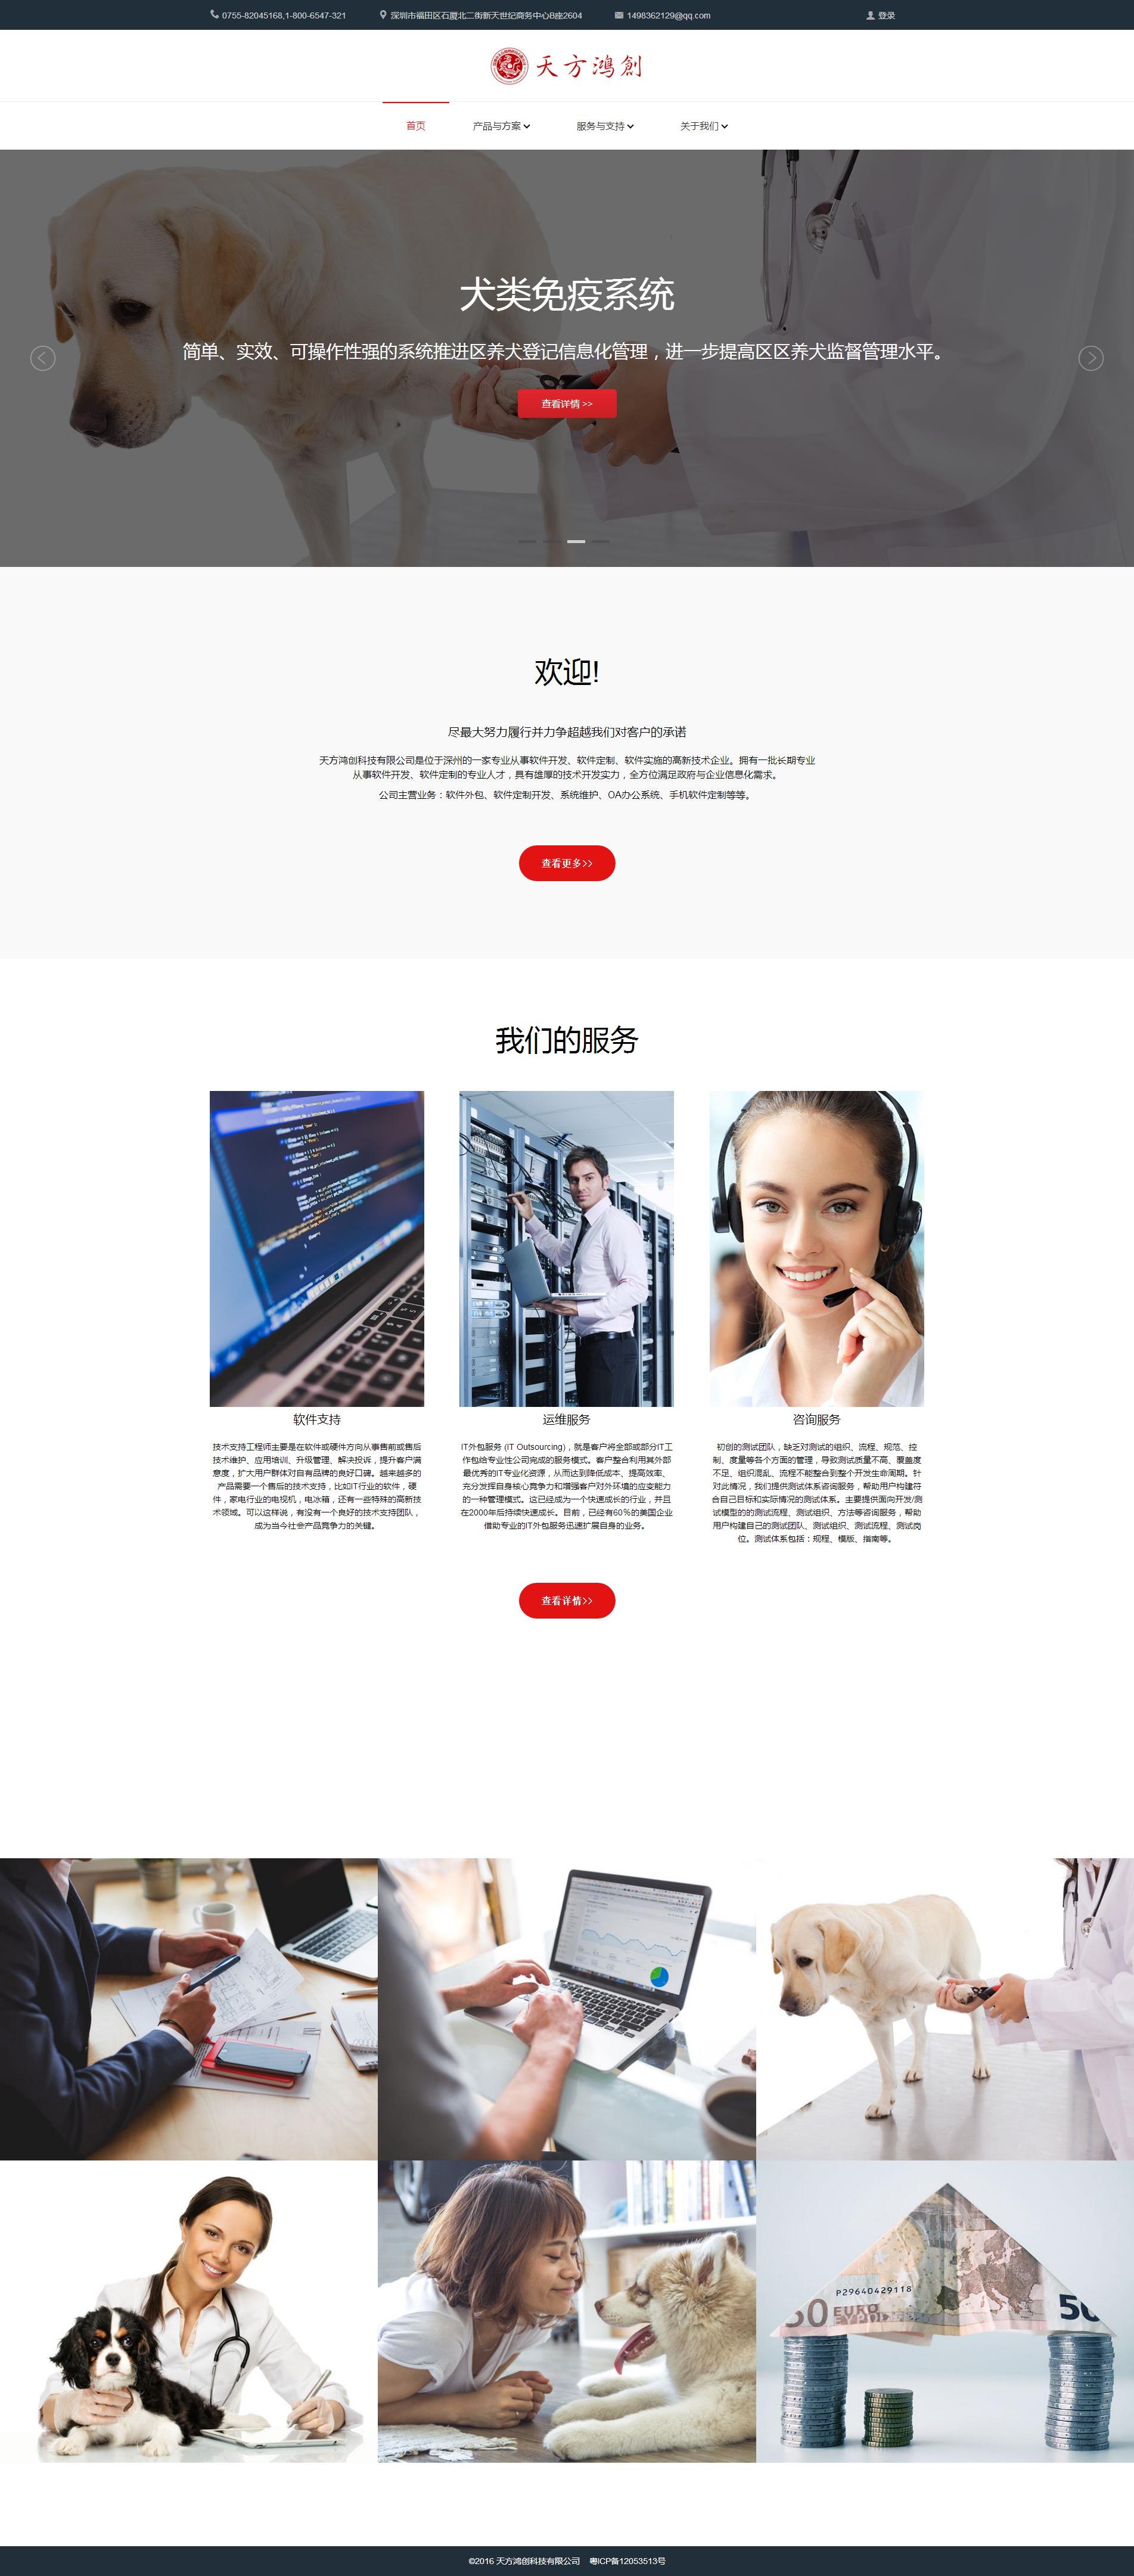 0755-82045168,1-800-6547-321
深圳市福田区石厦北二街新天世纪商务中心B座2604
1498362129@qq.com
登录
天方鸿創
首页
产品与方案
服务与支持
关于我们
犬类免疫系统
简单、实效、可操作性强的系统推进区养犬登记信息化管理，进一步提高区区养犬监督管理水平。
查看详情 >>
欢迎!
尽最大努力履行并力争超越我们对客户的承诺
天方鸿创科技有限公司是位于深州的一家专业从事软件开发、软件定制、软件实施的高新技术企业。拥有一批长期专业
从事软件开发、软件定制的专业人才，具有雄厚的技术开发实力，全方位满足政府与企业信息化需求。
公司主营业务：软件外包、软件定制开发、系统维护、OA办公系统、手机软件定制等等。
查看更多>>
我们的服务
软件支持
技术支持工程师主要是在软件或硬件方向从事售前或售后
技术维护、应用培训、升级管理、解决投诉，提升客户满
意度，扩大用户群体对自有品牌的良好口碑。越来越多的
产品需要一个售后的技术支持，比如IT行业的软件，硬
件，家电行业的电视机，电冰箱，还有一些特殊的高新技
术领域。可以这样说，有没有一个良好的技术支持团队，
成为当今社会产品竞争力的关键。
运维服务
IT外包服务 (IT Outsourcing)，就是客户将全部或部分IT工
作包给专业性公司完成的服务模式。客户整合利用其外部
最优秀的IT专业化资源，从而达到降低成本、提高效率、
充分发挥自身核心竞争力和增强客户对外环境的应变能力
的一种管理模式。这已经成为一个快速成长的行业，并且
在2000年后持续快速成长。目前，已经有60％的美国企业
借助专业的IT外包服务迅速扩展自身的业务。
咨询服务
初创的测试团队，缺乏对测试的组织、流程、规范、控
制、度量等各个方面的管理，导致测试质量不高、覆盖度
不足、组织混乱、流程不能整合到整个开发生命周期。针
对此情况，我们提供测试体系咨询服务，帮助用户构建符
合自己目标和实际情况的测试体系。主要提供面向开发/测
试模型的的测试流程、测试组织、方法等咨询服务，帮助
用户构建自己的测试团队、测试组织、测试流程、测试岗
位。测试体系包括：规程、模版、指南等。
查看详情>>
P29640429118
50 EURO
50
©2016 天方鸿创科技有限公司 粤ICP备12053513号